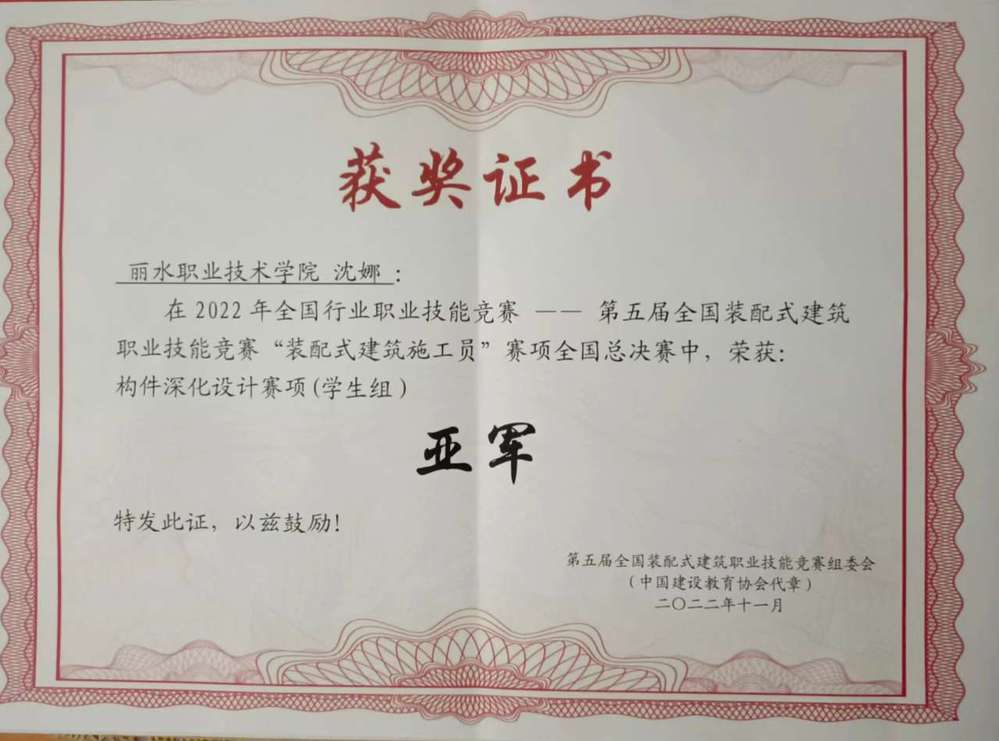 获奖证书
丽水职业技术学院 沈娜：
在 2022 年全国行业职业技能竞赛 —— 第五届全国装配式建筑
职业技能竞赛“装配式建筑施工员”赛项全国总决赛中，荣获：
构件深化设计赛项(学生组)
亚军
特发此证，以兹鼓励！
第五届全国装配式建筑职业技能竞赛组委会
（中国建设教育协会代章）
二〇二二年十一月